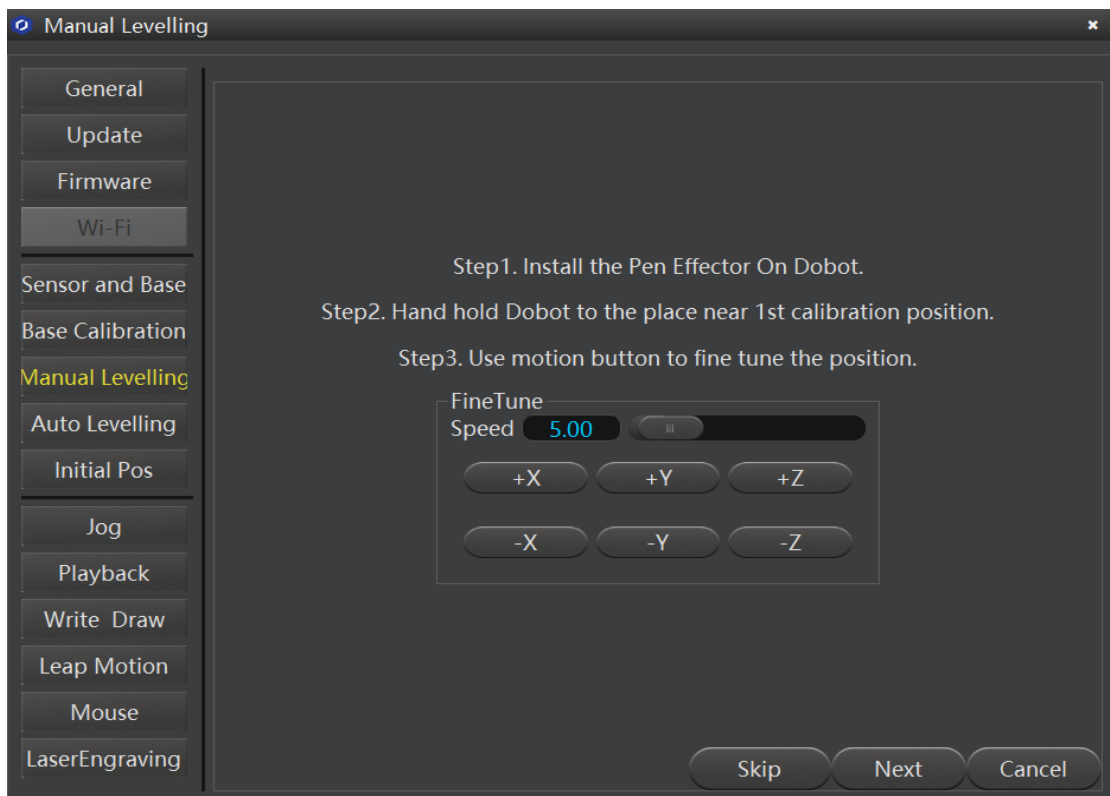 Manual Levelling
General
Update
Firmware
Wi-Fi
Sensor and Base
Base Calibration
Manual Levelling
Auto Levelling
Initial Pos
Jog
Playback
Write Draw
Leap Motion
Mouse
LaserEngraving
Step1. Install the Pen Effector On Dobot.
Step2. Hand hold Dobot to the place near 1st calibration position.
Step3. Use motion button to fine tune the position.
FineTune
Speed 5.00
+X +Y +Z
-X -Y -Z
Skip Next Cancel